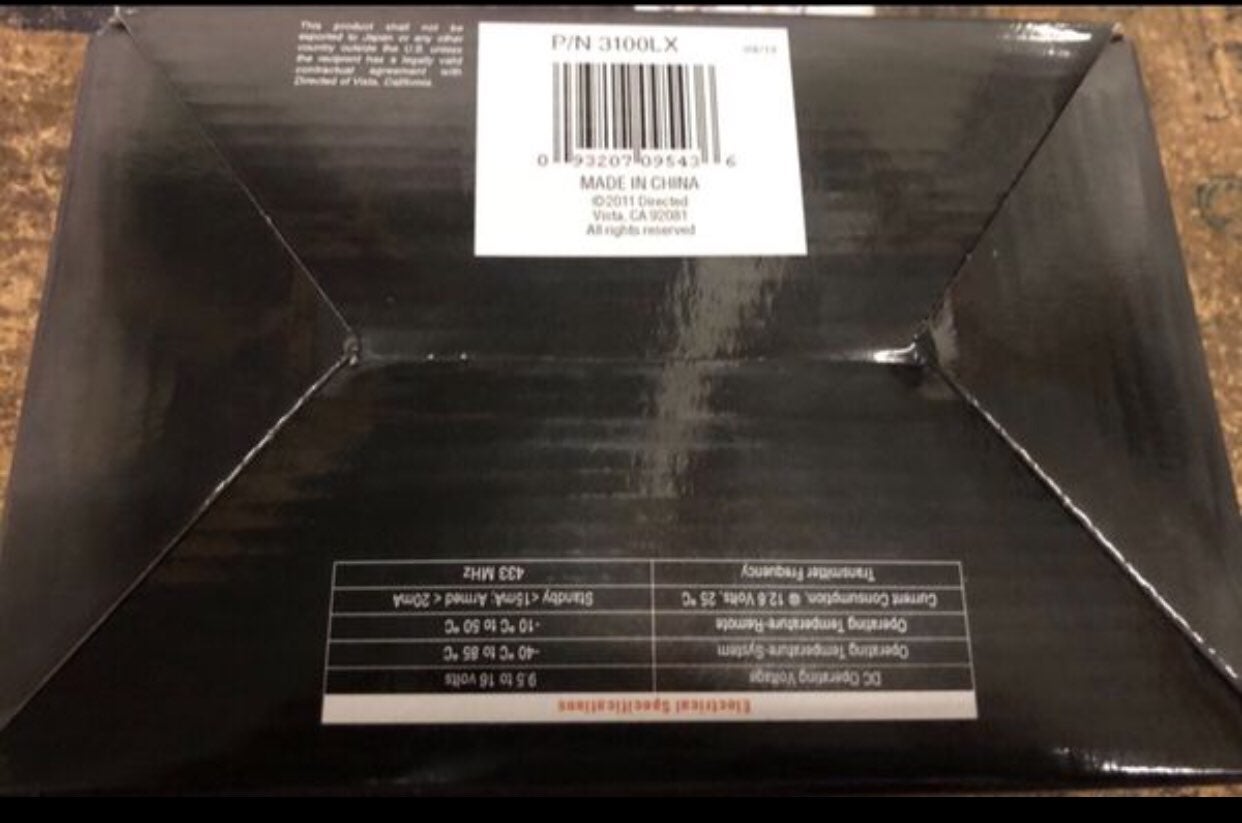 This product shall not be
exported to Japan or any other
country outside the U.S. unless
the recipient has a legally valid
contractual agreement with
Directed of Vista, California.
P/N 3100LX
0 93207 09543 6
MADE IN CHINA
©2011 Directed
Vista, CA 92081
All rights reserved
Electrical Specifications
DC Operating Voltage 9.5 to 16 volts
Operating Temperature-System -40 °C to 85 °C
Operating Temperature-Remote -10 °C to 50 °C
Current Consumption, @ 12.6 Volts, 25 °C Standby <15mA; Armed < 20mA
Transmitter Frequency 433 MHz